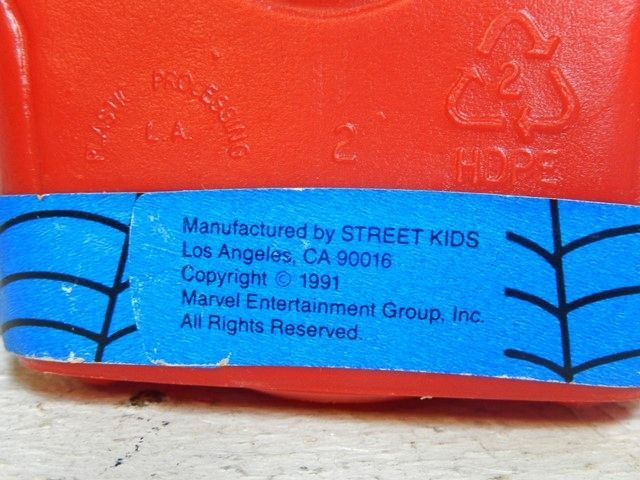 PLASTIK PROCESSING
L.A.
2
2
HDPE
Manufactured by STREET KIDS
Los Angeles, CA 90016
Copyright © 1991
Marvel Entertainment Group, Inc.
All Rights Reserved.